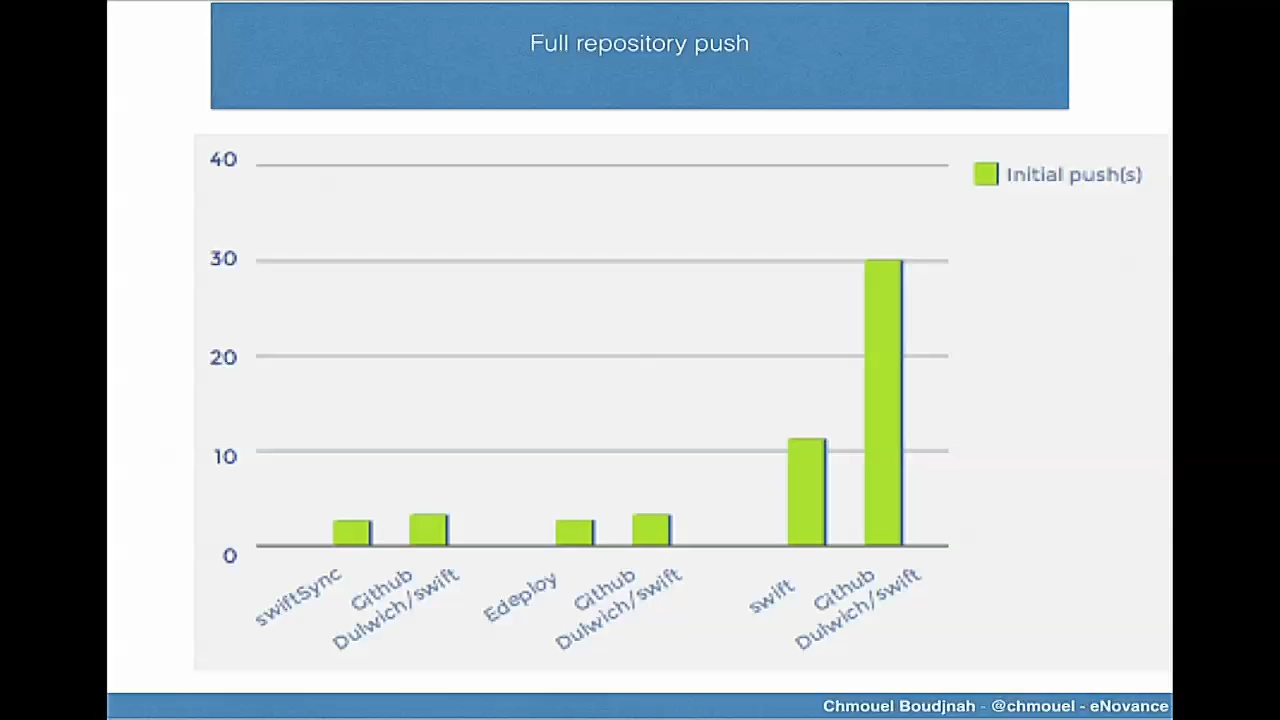 Full repository push
40
30
20
10
0
Initial push(s)
swiftSync
Github
Dulwich/swift
Edeploy
Github
Dulwich/swift
swift
Github
Dulwich/swift
Chmouel Boudjnah - @chmouel - eNovance